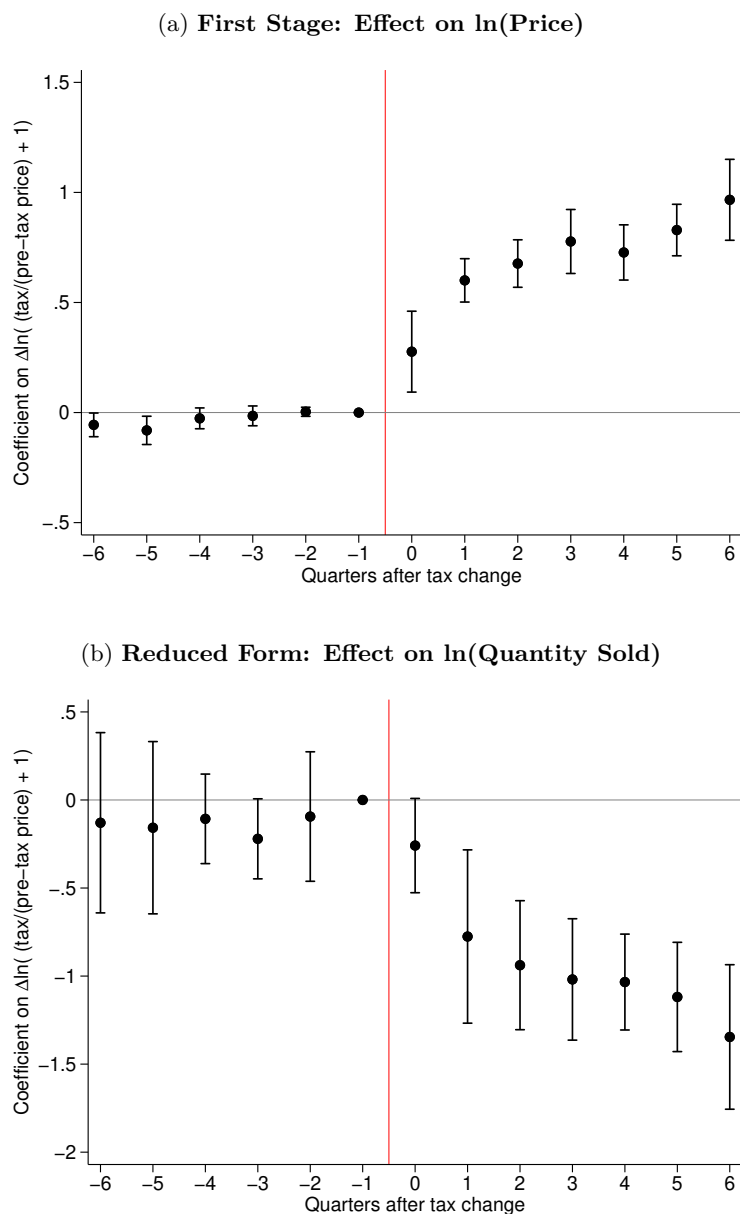 (a) First Stage: Effect on ln(Price)
Coefficient on Δln( (tax/(pre−tax price) + 1)
1.5
1
.5
0
−.5
−6 −5 −4 −3 −2 −1 0 1 2 3 4 5 6
Quarters after tax change
(b) Reduced Form: Effect on ln(Quantity Sold)
Coefficient on Δln( (tax/(pre−tax price) + 1)
.5
0
−.5
−1
−1.5
−2
−6 −5 −4 −3 −2 −1 0 1 2 3 4 5 6
Quarters after tax change